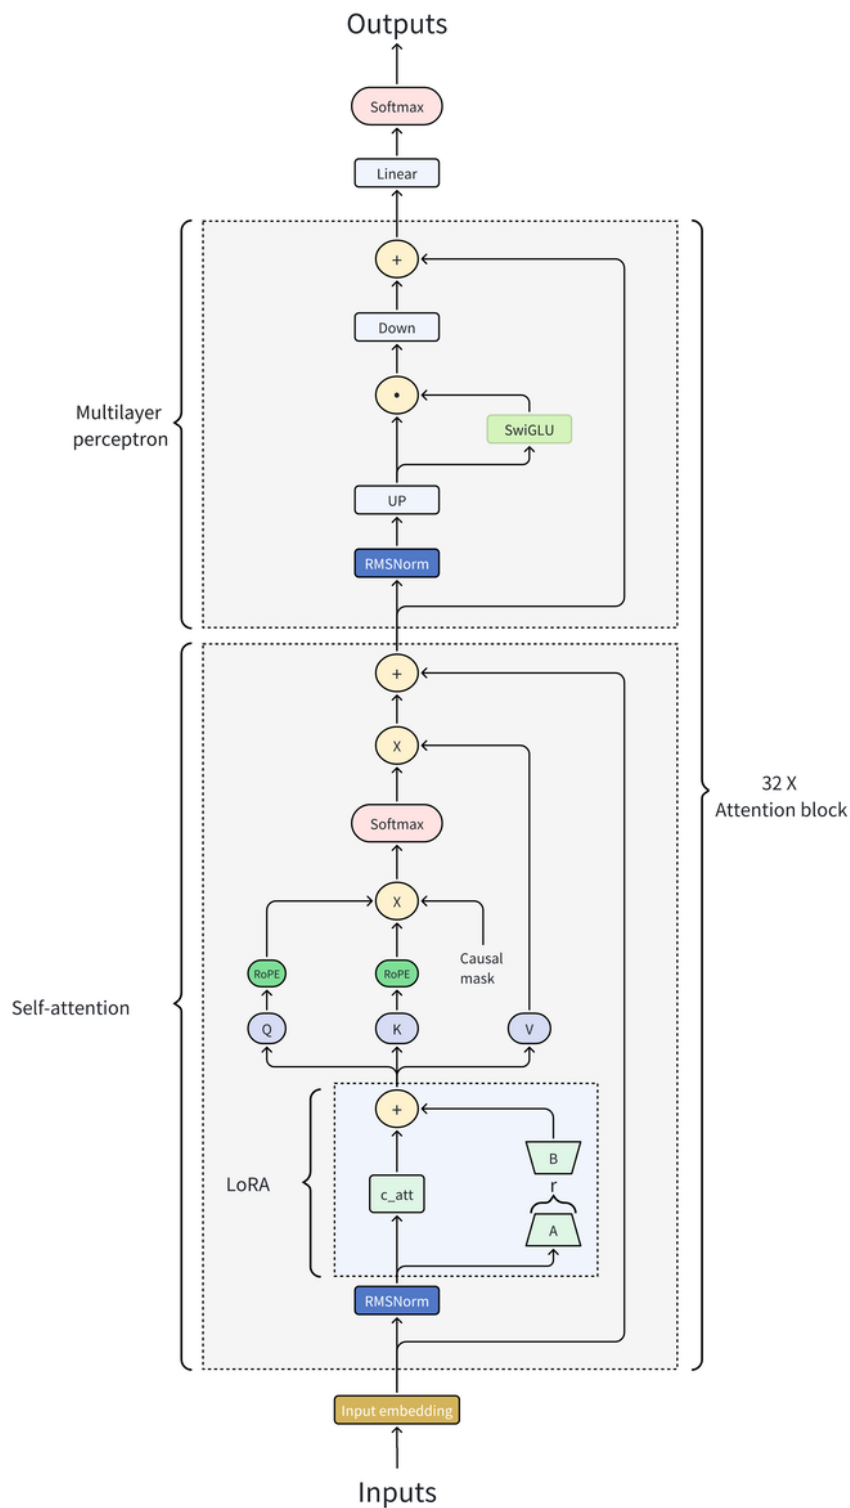 Outputs
Softmax
Linear
+
Down
•
Multilayer
perceptron
SwiGLU
UP
RMSNorm
+
X
32 X
Attention block
Softmax
X
Causal
mask
RoPE
RoPE
Self-attention
Q
K
V
+
B
LoRA
r
c_att
A
RMSNorm
Input embedding
Inputs